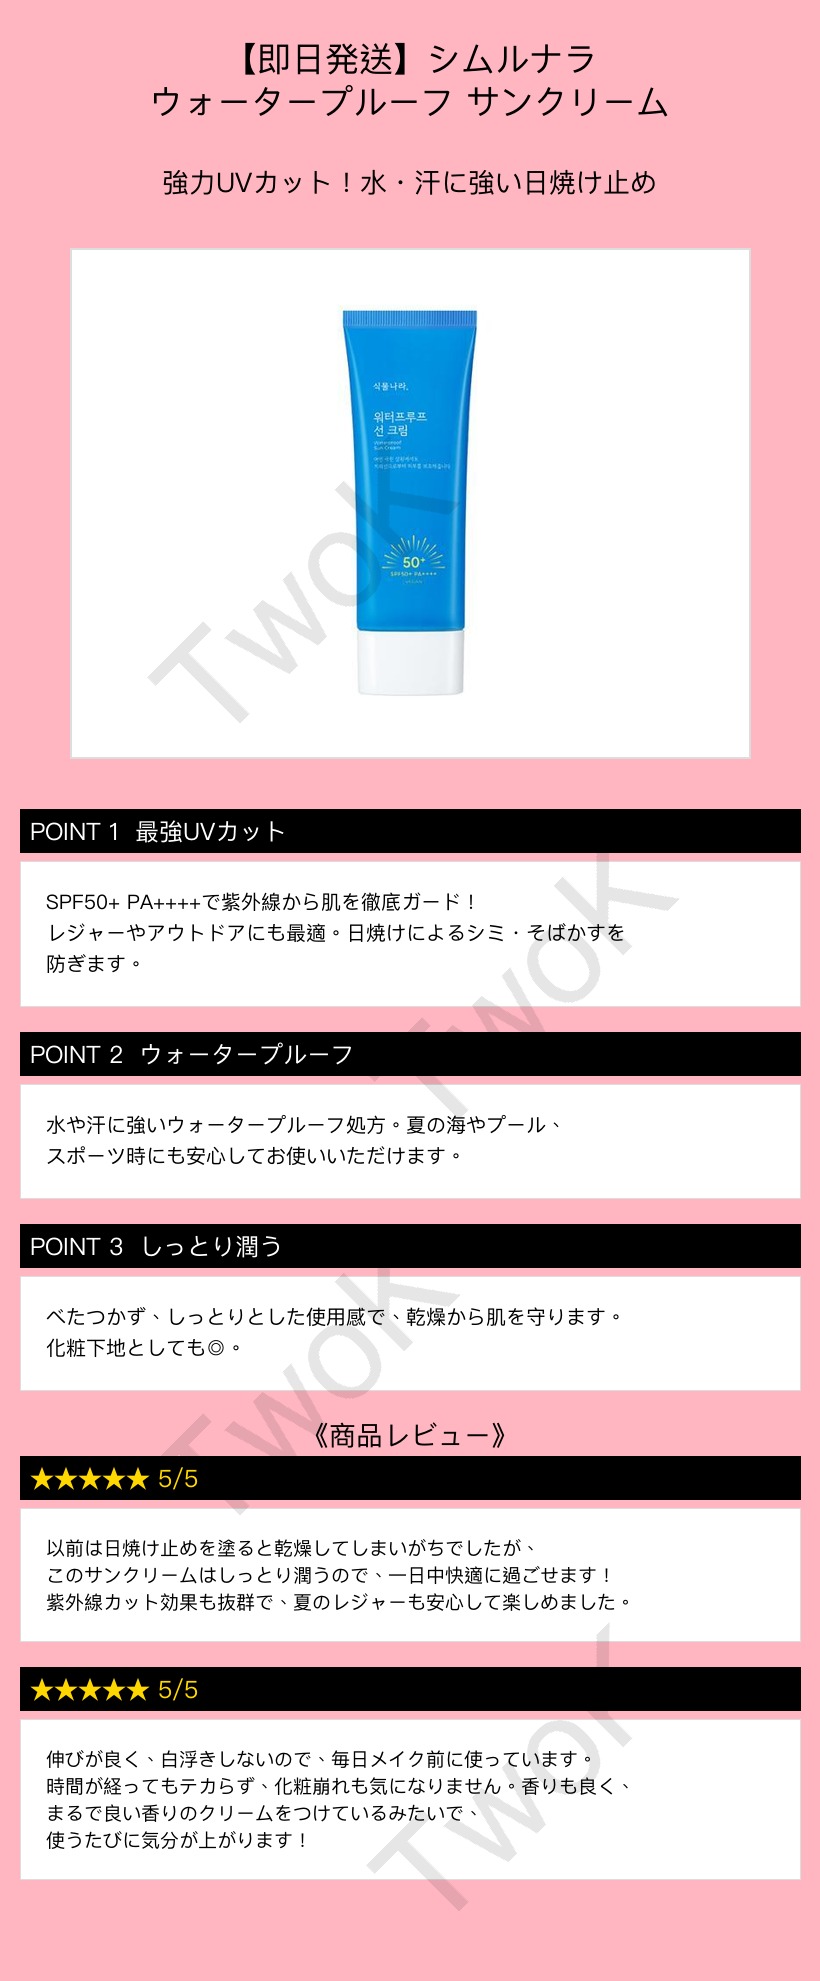 【即日発送】シムルナラ
ウォータープルーフ サンクリーム
強力UVカット！水・汗に強い日焼け止め
식물나라.
워터프루프
선 크림
Waterproof
Sun Cream
50+
SPF50+ PA++++
TwoK
POINT 1 最強UVカット
SPF50+ PA++++で紫外線から肌を徹底ガード！
レジャーやアウトドアにも最適。日焼けによるシミ・そばかすを
防ぎます。
TwoK
POINT 2 ウォータープルーフ
水や汗に強いウォータープルーフ処方。夏の海やプール、
スポーツ時にも安心してお使いいただけます。
POINT 3 しっとり潤う
べたつかず、しっとりとした使用感で、乾燥から肌を守ります。
化粧下地としても◎。
TwoK
《商品レビュー》
★★★★★ 5/5
以前は日焼け止めを塗ると乾燥してしまいがちでしたが、
このサンクリームはしっとり潤うので、一日中快適に過ごせます！
紫外線カット効果も抜群で、夏のレジャーも安心して楽しめました。
★★★★★ 5/5
伸びが良く、白浮きしないので、毎日メイク前に使っています。
時間が経ってもテカらず、化粧崩れも気になりません。香りも良く、
まるで良い香りのクリームをつけているみたいで、
使うたびに気分が上がります！
TwoK